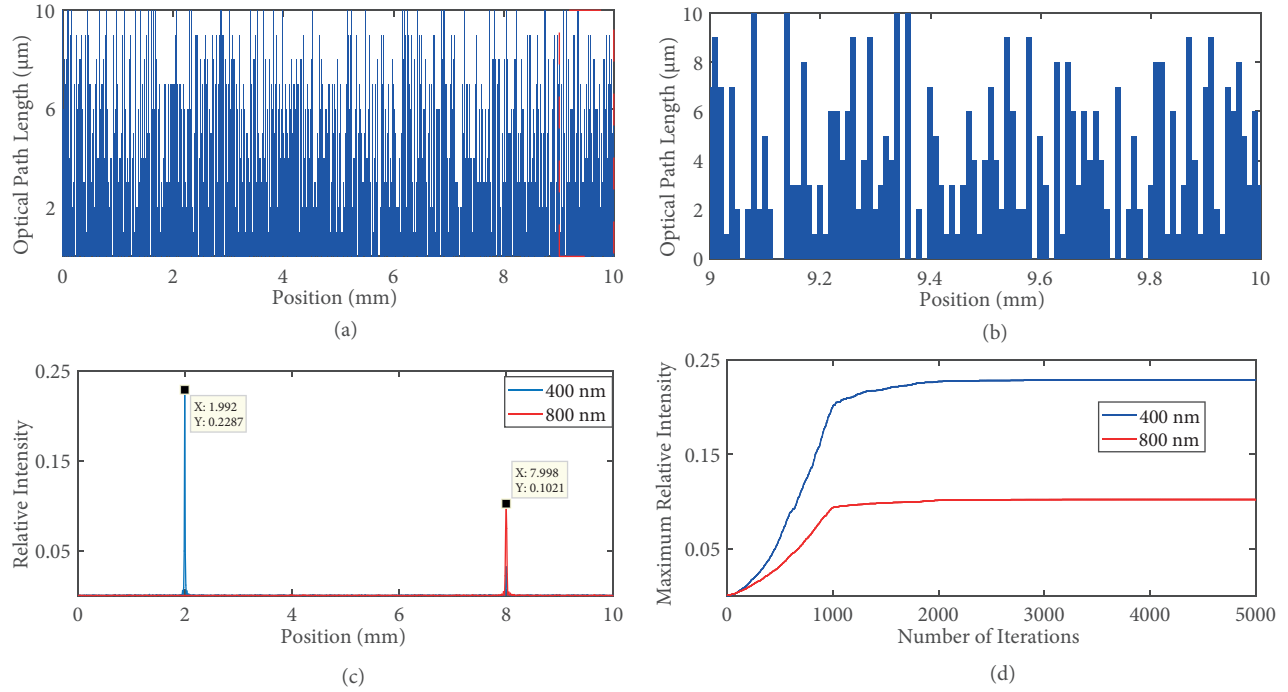 10
6
2
Optical Path Length (µm)
0 2 4 6 8 10
Position (mm)
(a)
10
8
6
4
2
0
Optical Path Length (µm)
9 9.2 9.4 9.6 9.8 10
Position (mm)
(b)
0.25
0.15
0.05
Relative Intensity
400 nm
800 nm
X: 1.992
Y: 0.2287
X: 7.998
Y: 0.1021
0 2 4 6 8 10
Position (mm)
(c)
0.25
0.15
0.05
Maximum Relative Intensity
400 nm
800 nm
0 1000 2000 3000 4000 5000
Number of Iterations
(d)